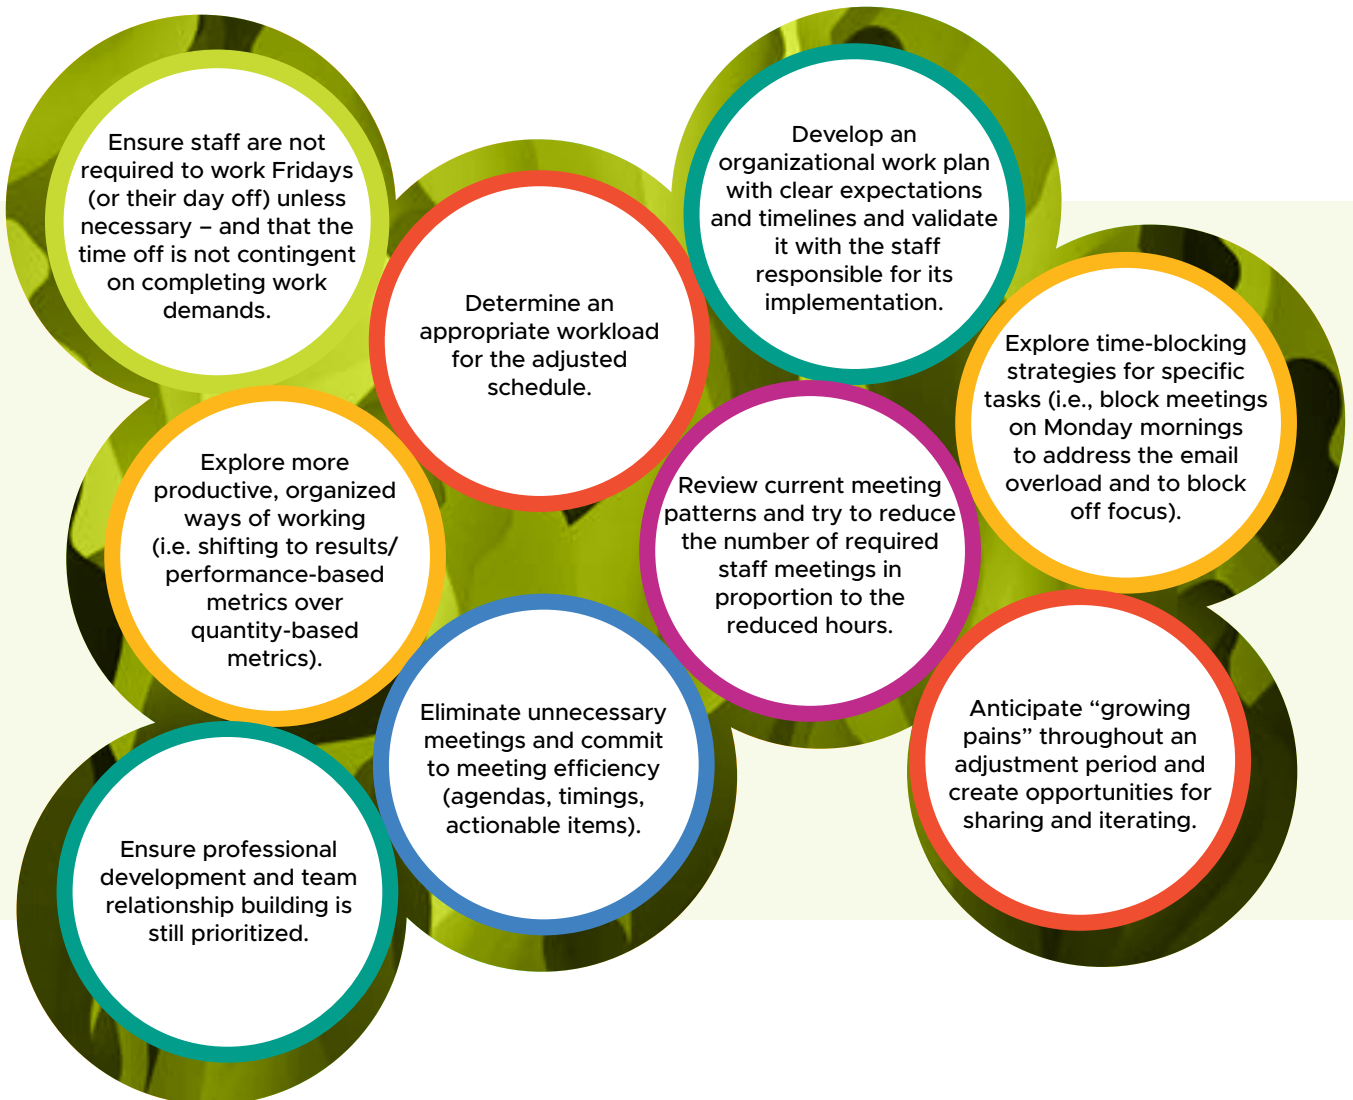 Ensure staff are not
required to work Fridays
(or their day off) unless
necessary – and that the
time off is not contingent
on completing work
demands.
Determine an
appropriate workload
for the adjusted
schedule.
Develop an
organizational work plan
with clear expectations
and timelines and validate
it with the staff
responsible for its
implementation.
Explore time-blocking
strategies for specific
tasks (i.e., block meetings
on Monday mornings
to address the email
overload and to block
off focus).
Explore more
productive, organized
ways of working
(i.e. shifting to results/
performance-based
metrics over
quantity-based
metrics).
Review current meeting
patterns and try to reduce
the number of required
staff meetings in
proportion to the
reduced hours.
Eliminate unnecessary
meetings and commit
to meeting efficiency
(agendas, timings,
actionable items).
Anticipate “growing
pains” throughout an
adjustment period and
create opportunities for
sharing and iterating.
Ensure professional
development and team
relationship building is
still prioritized.